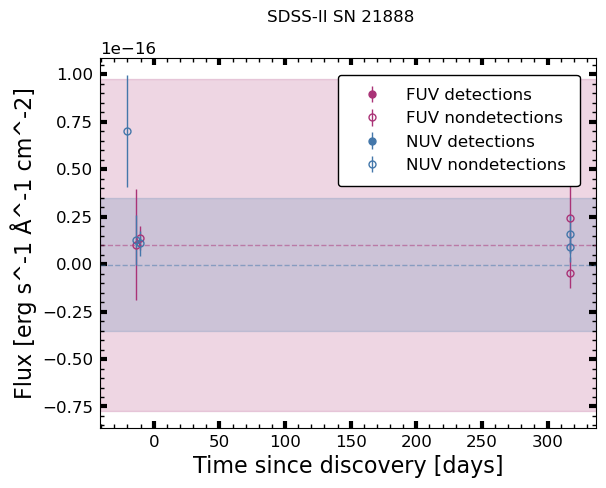 SDSS-II SN 21888
1e−16
1.00
0.75
0.50
0.25
0.00
−0.25
−0.50
−0.75
Flux [erg s^-1 Å^-1 cm^-2]
FUV detections
FUV nondetections
NUV detections
NUV nondetections
0 50 100 150 200 250 300
Time since discovery [days]